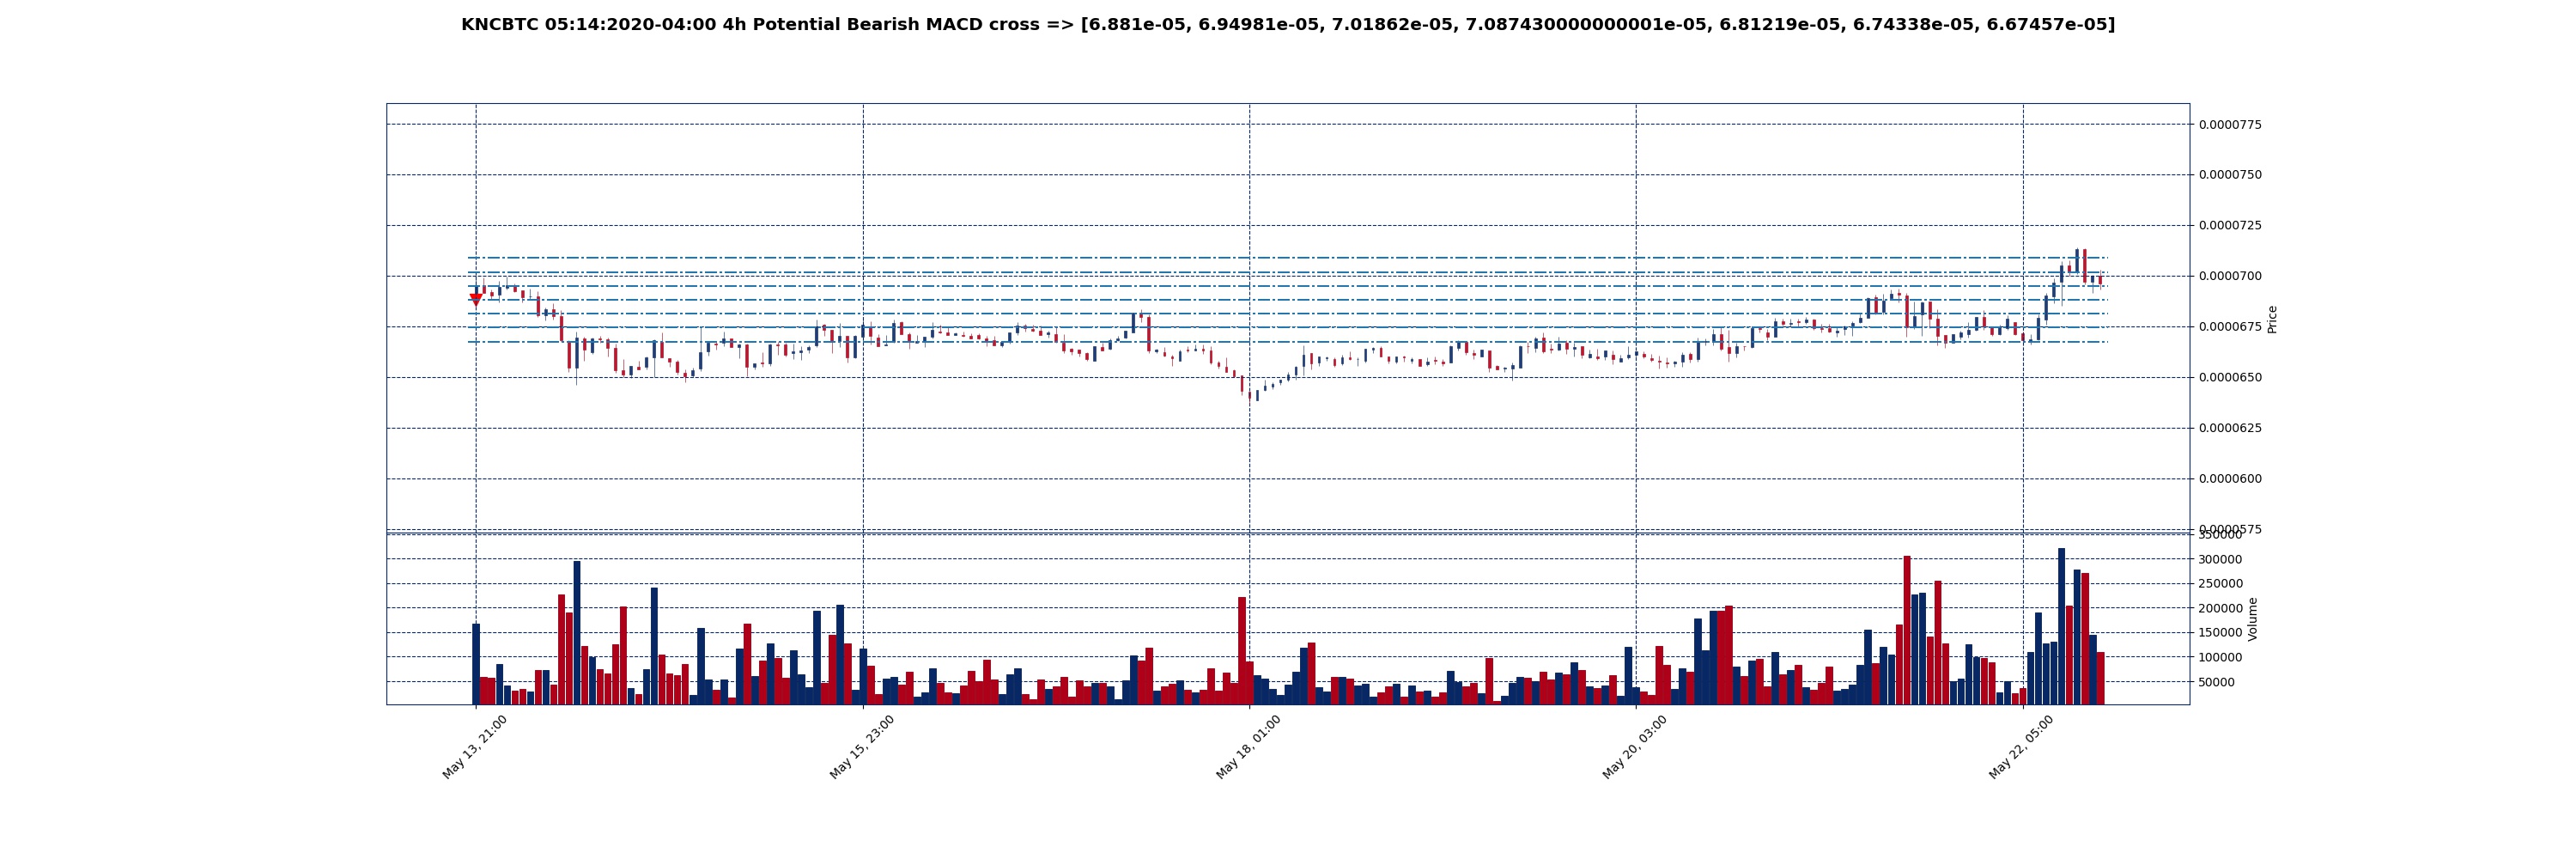 KNCBTC 05:14:2020-04:00 4h Potential Bearish MACD cross => [6.881e-05, 6.94981e-05, 7.01862e-05, 7.087430000000001e-05, 6.81219e-05, 6.74338e-05, 6.67457e-05]
0.0000775
0.0000750
0.0000725
0.0000700
0.0000675
0.0000650
0.0000625
0.0000600
0.0000575
Price
350000
300000
250000
200000
150000
100000
50000
Volume
May 13, 21:00
May 15, 23:00
May 18, 01:00
May 20, 03:00
May 22, 05:00